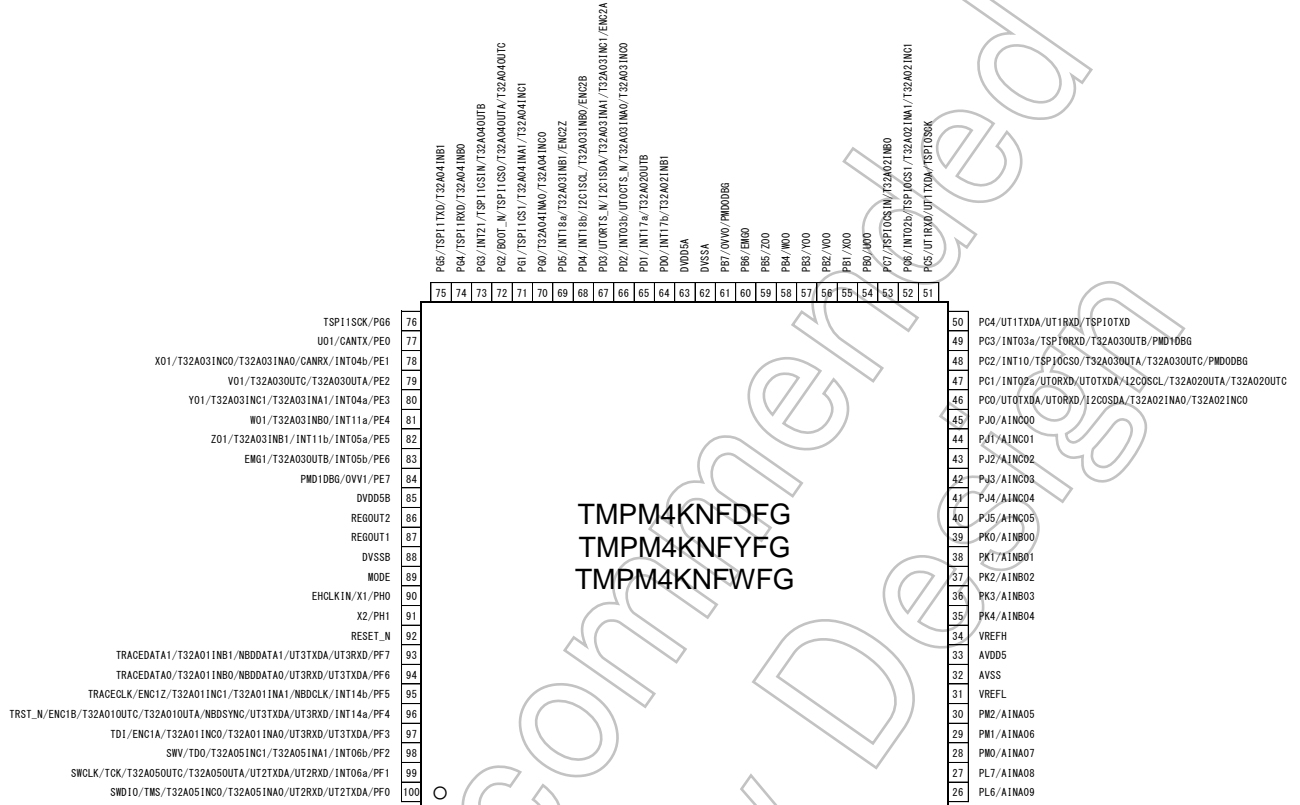 PG5/TSPI1TXD/T32A04INB1
PG4/TSPI1RXD/T32A04INB0
PG3/INT21/TSPI1CSIN/T32A04OUTB
PG2/BOOT_N/TSPI1CS0/T32A04OUTA/T32A04OUTC
PG1/TSPI1CS1/T32A04INA1/T32A04INC1
PG0/T32A04INA0/T32A04INC0
PD5/INT18a/T32A03INB1/ENC2Z
PD4/INT18b/I2C1SCL/T32A03INB0/ENC2B
PD3/UT0RTS_N/I2C1SDA/T32A03INA1/T32A03INC1/ENC2A
PD2/INT03b/UT0CTS_N/T32A03INA0/T32A03INC0
PD1/INT17a/T32A02OUTB
PD0/INT17b/T32A02INB1
DVDD5A
DVSSA
PB7/OVV0/PMD0DBG
PB6/EMG0
PB5/ZO0
PB4/WO0
PB3/YO0
PB2/VO0
PB1/XO0
PB0/UO0
PC7/TSPI0CSIN/T32A02INB0
PC6/INT02b/TSPI0CS1/T32A02INA1/T32A02INC1
PC5/UT1RXD/UT1TXDA/TSPI0SCK
75 74 73 72 71 70 69 68 67 66 65 64 63 62 61 60 59 58 57 56 55 54 53 52 51
TSPI1SCK/PG6 76
UO1/CANTX/PE0 77
XO1/T32A03INC0/T32A03INA0/CANRX/INT04b/PE1 78
VO1/T32A03OUTC/T32A03OUTA/PE2 79
YO1/T32A03INC1/T32A03INA1/INT04a/PE3 80
WO1/T32A03INB0/INT11a/PE4 81
ZO1/T32A03INB1/INT11b/INT05a/PE5 82
EMG1/T32A03OUTB/INT05b/PE6 83
PMD1DBG/OVV1/PE7 84
DVDD5B 85
REGOUT2 86
REGOUT1 87
DVSSB 88
MODE 89
EHCLKIN/X1/PH0 90
X2/PH1 91
RESET_N 92
TRACEDATA1/T32A01INB1/NBDDATA1/UT3TXDA/UT3RXD/PF7 93
TRACEDATA0/T32A01INB0/NBDDATA0/UT3RXD/UT3TXDA/PF6 94
TRACECLK/ENC1Z/T32A01INC1/T32A01INA1/NBDCLK/INT14b/PF5 95
TRST_N/ENC1B/T32A01OUTC/T32A01OUTA/NBDSYNC/UT3TXDA/UT3RXD/INT14a/PF4 96
TDI/ENC1A/T32A01INC0/T32A01INA0/UT3RXD/UT3TXDA/PF3 97
SWV/TDO/T32A05INC1/T32A05INA1/INT06b/PF2 98
SWCLK/TCK/T32A05OUTC/T32A05OUTA/UT2TXDA/UT2RXD/INT06a/PF1 99
SWDIO/TMS/T32A05INC0/T32A05INA0/UT2RXD/UT2TXDA/PF0 100
TMPM4KNFDFG
TMPM4KNFYFG
TMPM4KNFWFG
50 PC4/UT1TXDA/UT1RXD/TSPI0TXD
49 PC3/INT03a/TSPI0RXD/T32A03OUTB/PMD1DBG
48 PC2/INT10/TSPI0CS0/T32A03OUTA/T32A03OUTC/PMD0DBG
47 PC1/INT02a/UT0RXD/UT0TXDA/I2C0SCL/T32A02OUTA/T32A02OUTC
46 PC0/UT0TXDA/UT0RXD/I2C0SDA/T32A02INA0/T32A02INC0
45 PJ0/AINC00
44 PJ1/AINC01
43 PJ2/AINC02
42 PJ3/AINC03
41 PJ4/AINC04
40 PJ5/AINC05
39 PK0/AINB00
38 PK1/AINB01
37 PK2/AINB02
36 PK3/AINB03
35 PK4/AINB04
34 VREFH
33 AVDD5
32 AVSS
31 VREFL
30 PM2/AINA05
29 PM1/AINA06
28 PM0/AINA07
27 PL7/AINA08
26 PL6/AINA09